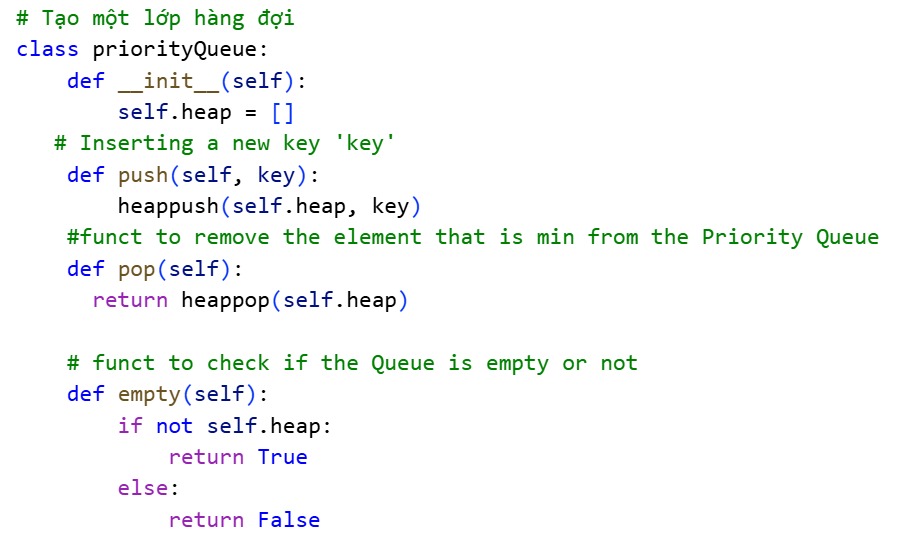 # Tạo một lớp hàng đợi
class priorityQueue:
    def __init__(self):
        self.heap = []
   # Inserting a new key 'key'
    def push(self, key):
        heappush(self.heap, key)
    #funct to remove the element that is min from the Priority Queue
    def pop(self):
      return heappop(self.heap)

    # funct to check if the Queue is empty or not
    def empty(self):
        if not self.heap:
            return True
        else:
            return False